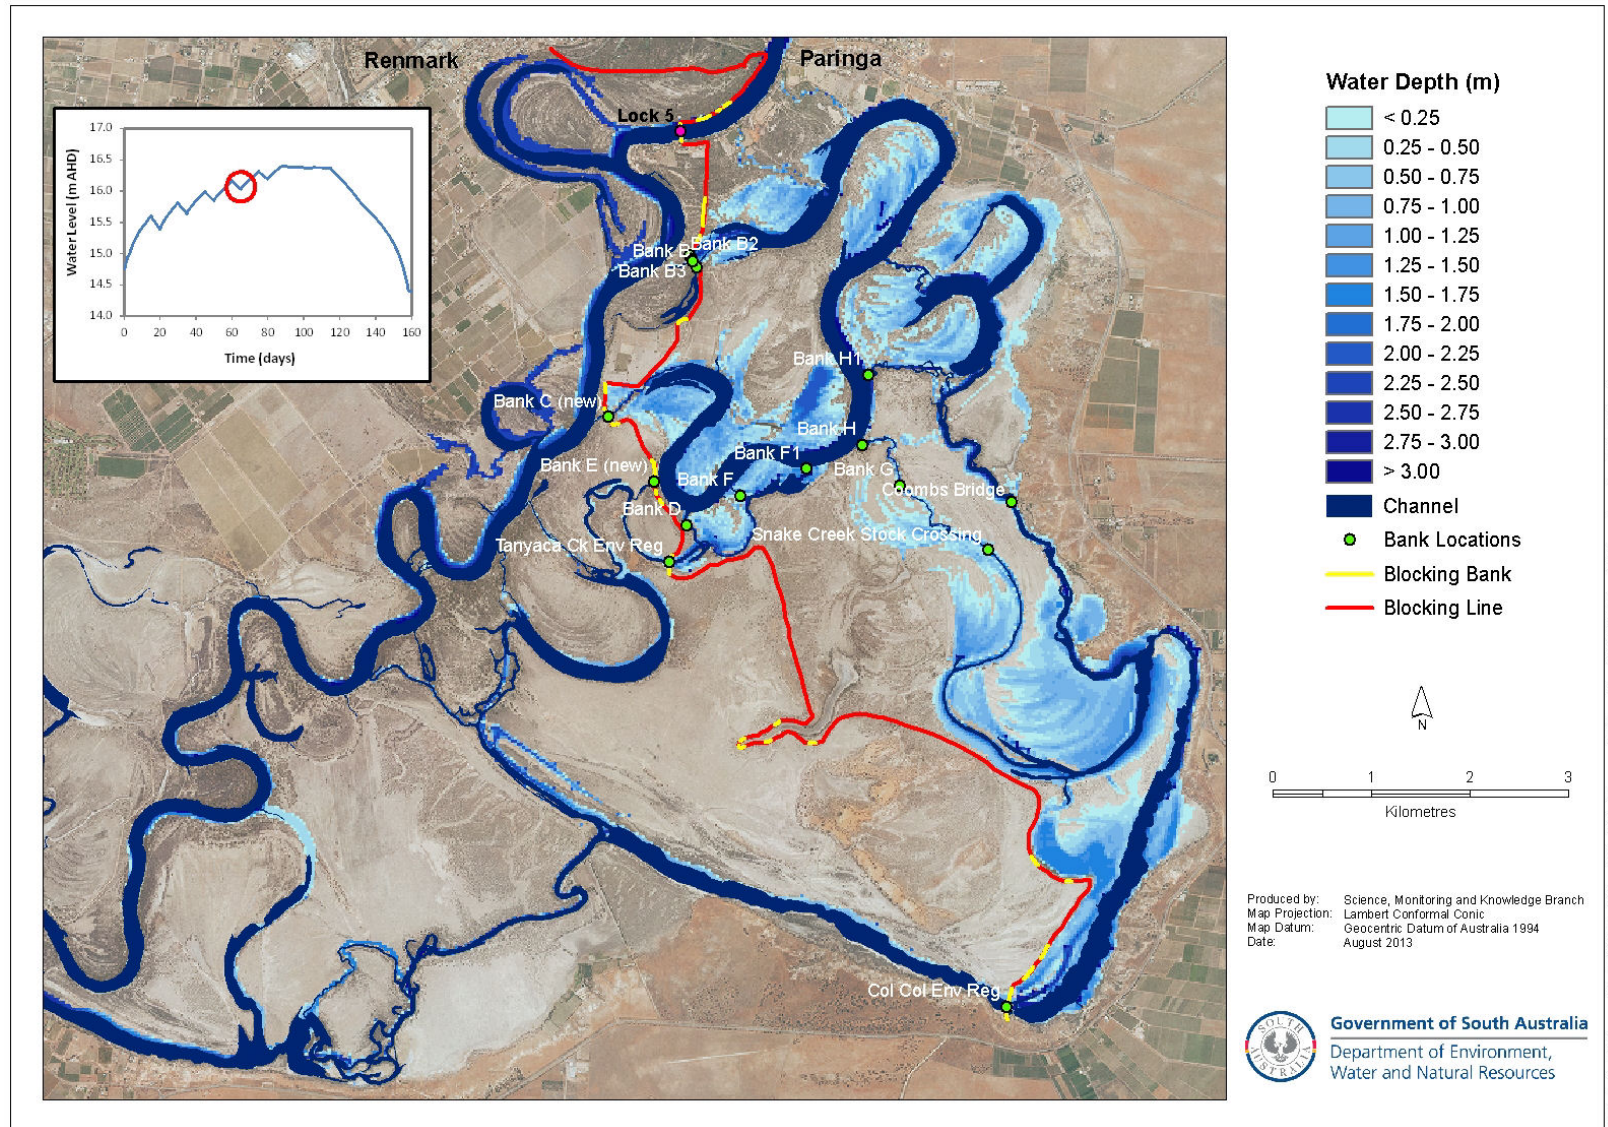 Renmark
Paringa
Lock 5
17.0
16.5
16.0
15.5
15.0
14.5
14.0
0 20 40 60 80 100 120 140 160
Water Level (m AHD)
Time (days)
Bank B
Bank B2
Bank B3
Bank H1
Bank C (new)
Bank H
Bank F1
Bank E (new)
Bank F
Bank G
Coombs Bridge
Bank D
Snake Creek Stock Crossing
Tanyaca Ck Env Reg
Col Col Env Reg
Water Depth (m)
< 0.25
0.25 - 0.50
0.50 - 0.75
0.75 - 1.00
1.00 - 1.25
1.25 - 1.50
1.50 - 1.75
1.75 - 2.00
2.00 - 2.25
2.25 - 2.50
2.50 - 2.75
2.75 - 3.00
> 3.00
Channel
Bank Locations
Blocking Bank
Blocking Line
N
0 1 2 3
Kilometres
Produced by: Science, Monitoring and Knowledge Branch
Map Projection: Lambert Conformal Conic
Map Datum: Geocentric Datum of Australia 1994
Date: August 2013
SOUTH AUSTRALIA
Government of South Australia
Department of Environment,
Water and Natural Resources